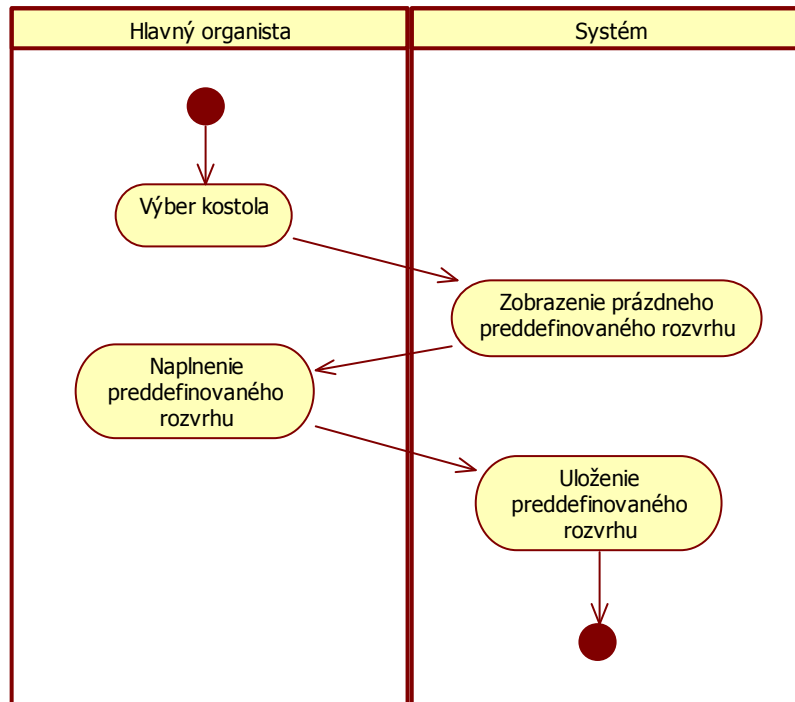 Hlavný organista
Systém
Výber kostola
Zobrazenie prázdneho
preddefinovaného rozvrhu
Naplnenie
preddefinovaného
rozvrhu
Uloženie
preddefinovaného
rozvrhu